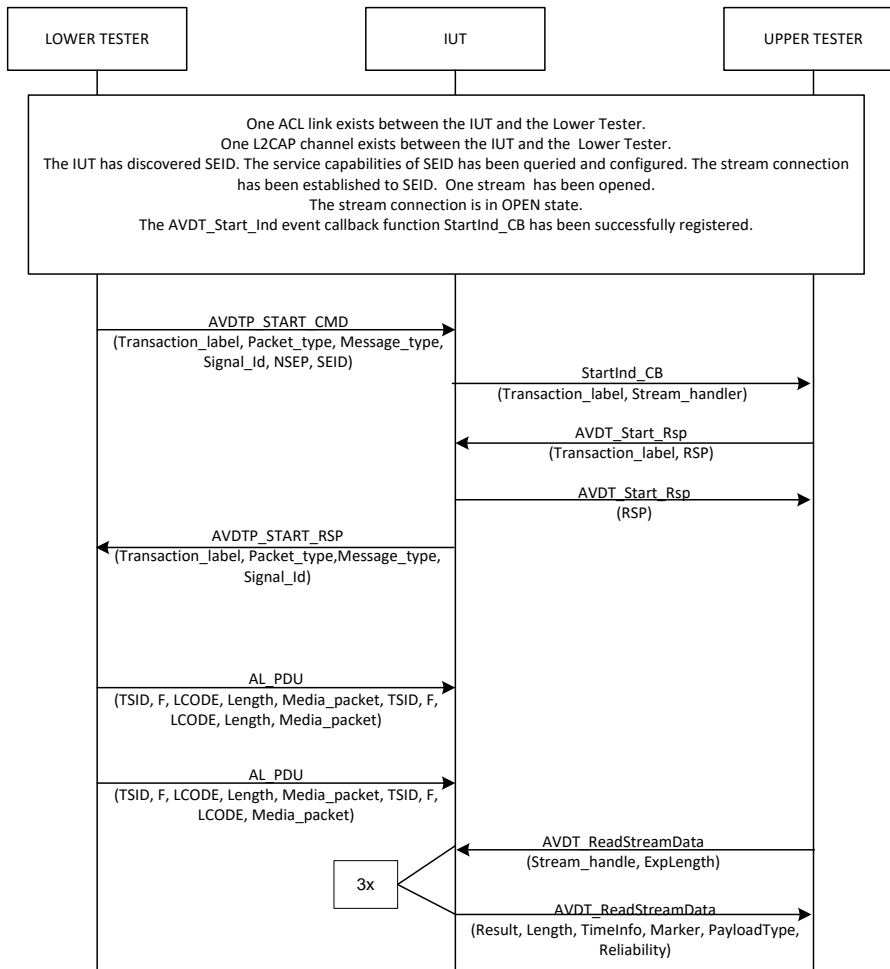 LOWER TESTER
IUT
UPPER TESTER
One ACL link exists between the IUT and the Lower Tester.
One L2CAP channel exists between the IUT and the  Lower Tester.
The IUT has discovered SEID. The service capabilities of SEID has been queried and configured. The stream connection
has been established to SEID.  One stream  has been opened.
The stream connection is in OPEN state.
The AVDT_Start_Ind event callback function StartInd_CB has been successfully registered.
AVDTP_START_CMD
(Transaction_label, Packet_type, Message_type,
Signal_Id, NSEP, SEID)
StartInd_CB
(Transaction_label, Stream_handler)
AVDT_Start_Rsp
(Transaction_label, RSP)
AVDT_Start_Rsp
(RSP)
AVDTP_START_RSP
(Transaction_label, Packet_type,Message_type,
Signal_Id)
AL_PDU
(TSID, F, LCODE, Length, Media_packet, TSID, F,
LCODE, Length, Media_packet)
AL_PDU
(TSID, F, LCODE, Length, Media_packet, TSID, F,
LCODE, Media_packet)
AVDT_ReadStreamData
(Stream_handle, ExpLength)
3x
AVDT_ReadStreamData
(Result, Length, TimeInfo, Marker, PayloadType,
Reliability)